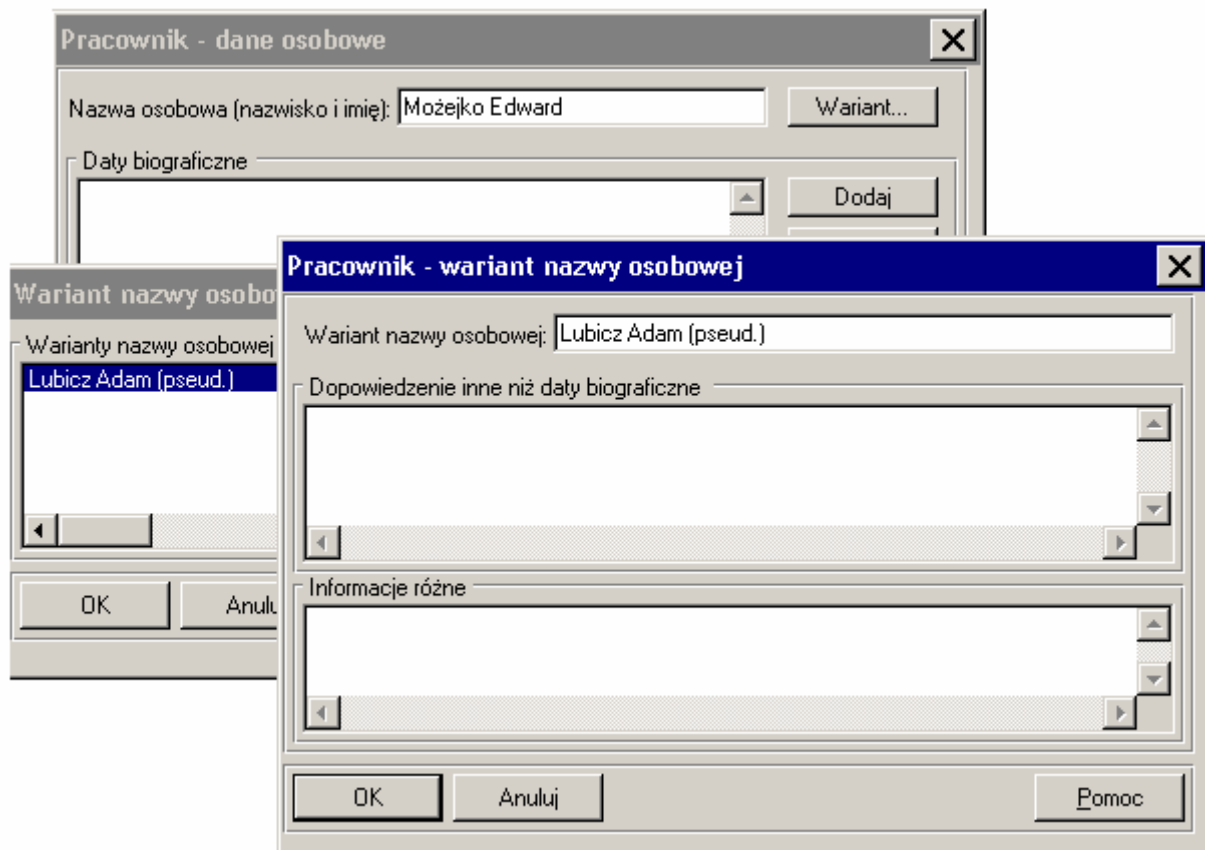 Pracownik - dane osobowe
Nazwa osobowa (nazwisko i imię): Możejko Edward Wariant...
Daty biograficzne
Dodaj
Pracownik - wariant nazwy osobowej
Wariant nazwy osobowej: Lubicz Adam (pseud.)
Dopowiedzenie inne niż daty biograficzne
Informacje różne
OK Anuluj Pomoc
Wariant nazwy osobo
Warianty nazwy osobowej
Lubicz Adam (pseud.)
OK Anulu